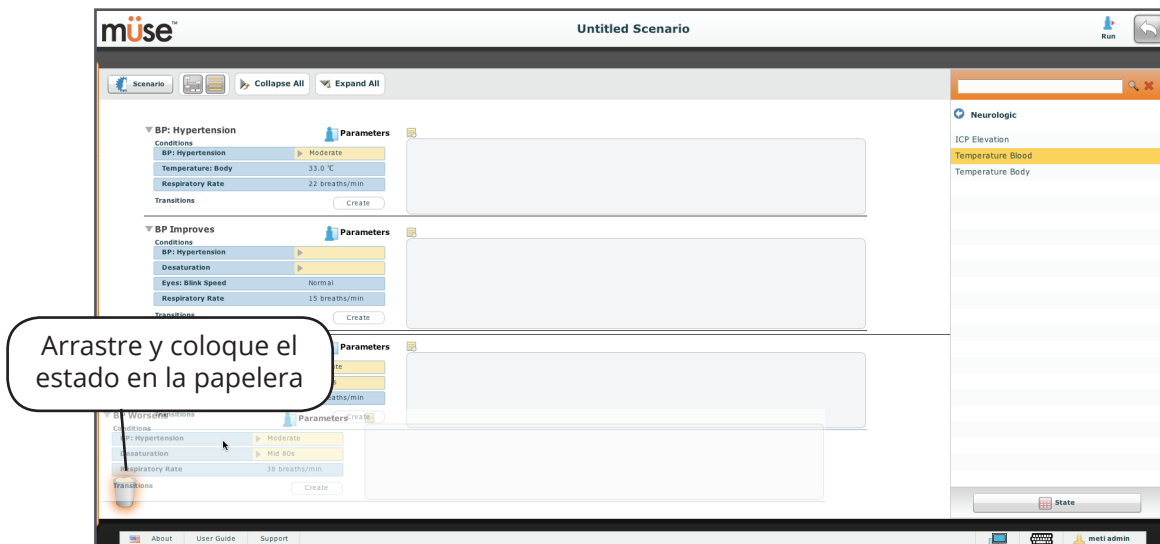 müse™
Untitled Scenario
Run
Scenario
Collapse All
Expand All
Neurologic
ICP Elevation
Temperature Blood
Temperature Body
BP: Hypertension
Parameters
Conditions
BP: Hypertension Moderate
Temperature: Body 33.0 °C
Respiratory Rate 22 breaths/min
Transitions
Create
BP Improves
Parameters
Conditions
BP: Hypertension
Desaturation
Eyes: Blink Speed Normal
Respiratory Rate 15 breaths/min
Transitions
Create
Arrastre y coloque el
estado en la papelera
Parameters
Create
BP Worsens
Parameters
Conditions
BP: Hypertension Moderate
Desaturation Mid 80s
Respiratory Rate 38 breaths/min
Transitions
Create
State
About User Guide Support
meti admin